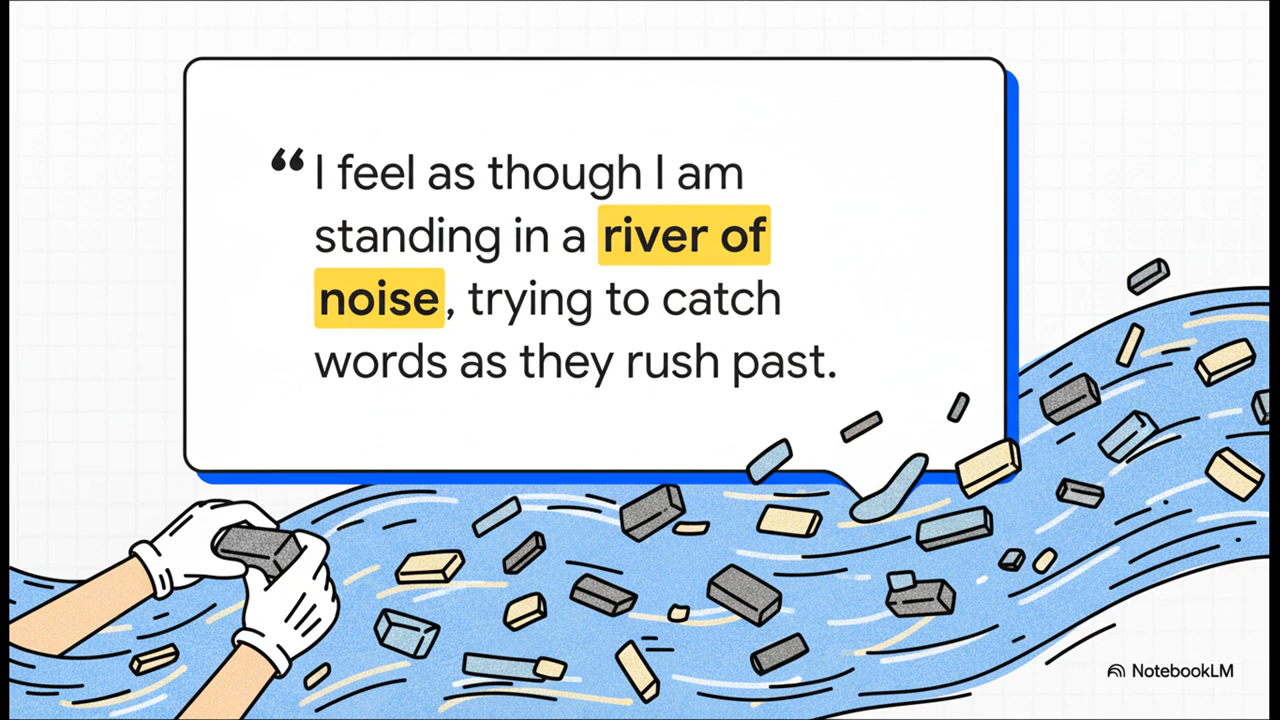 “I feel as though I am
standing in a river of
noise, trying to catch
words as they rush past.
NotebookLM